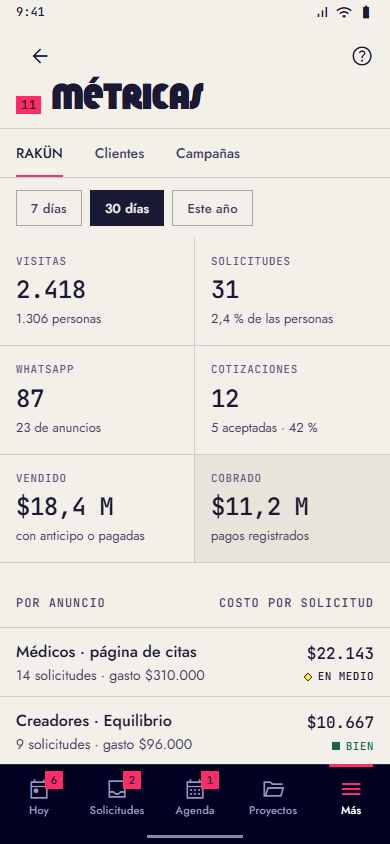 9:41
11 MÉTRICAS
RAKÜN Clientes Campañas
7 días 30 días Este año
VISITAS
2.418
1.306 personas
SOLICITUDES
31
2,4 % de las personas
WHATSAPP
87
23 de anuncios
COTIZACIONES
12
5 aceptadas · 42 %
VENDIDO
$18,4 M
con anticipo o pagadas
COBRADO
$11,2 M
pagos registrados
POR ANUNCIO COSTO POR SOLICITUD
Médicos · página de citas $22.143
14 solicitudes · gasto $310.000 EN MEDIO
Creadores · Equilibrio $10.667
9 solicitudes · gasto $96.000 BIEN
6 2 1
Hoy Solicitudes Agenda Proyectos Más